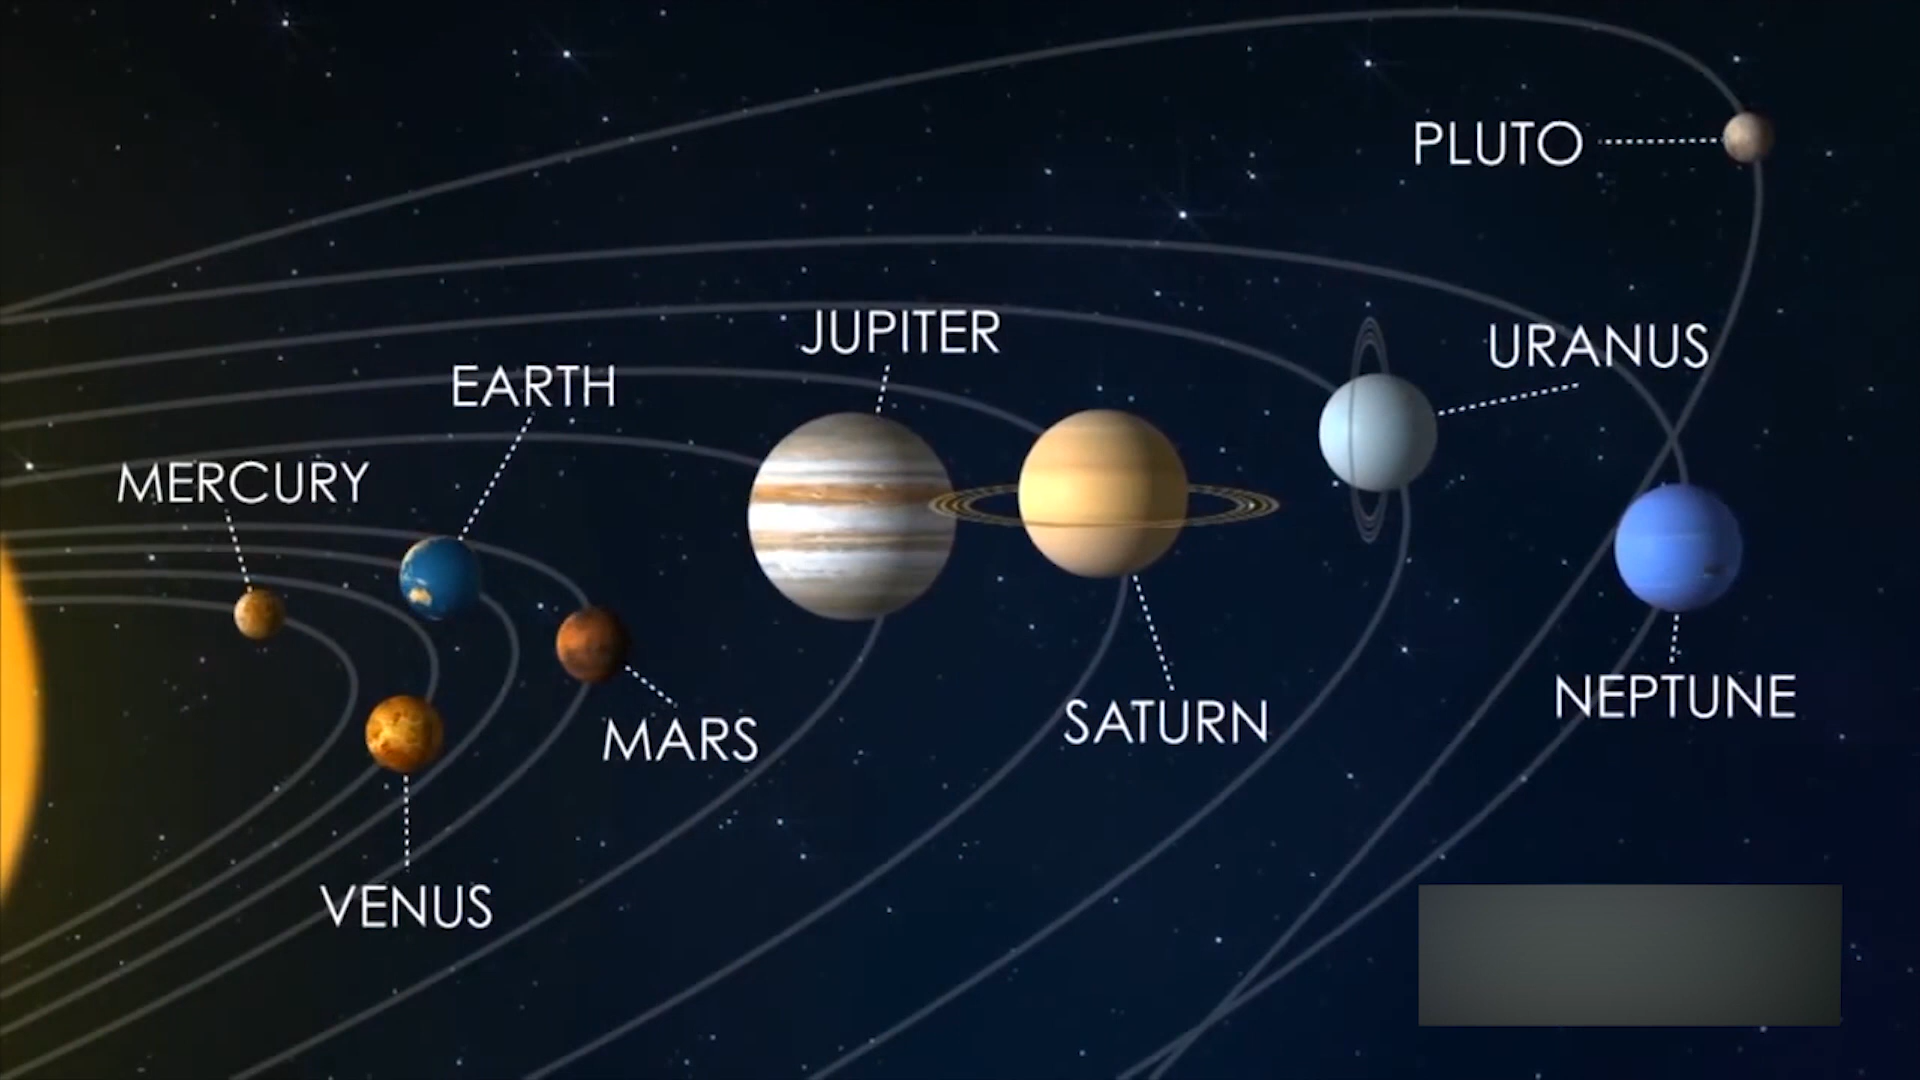 PLUTO
JUPITER
URANUS
EARTH
MERCURY
NEPTUNE
SATURN
MARS
VENUS